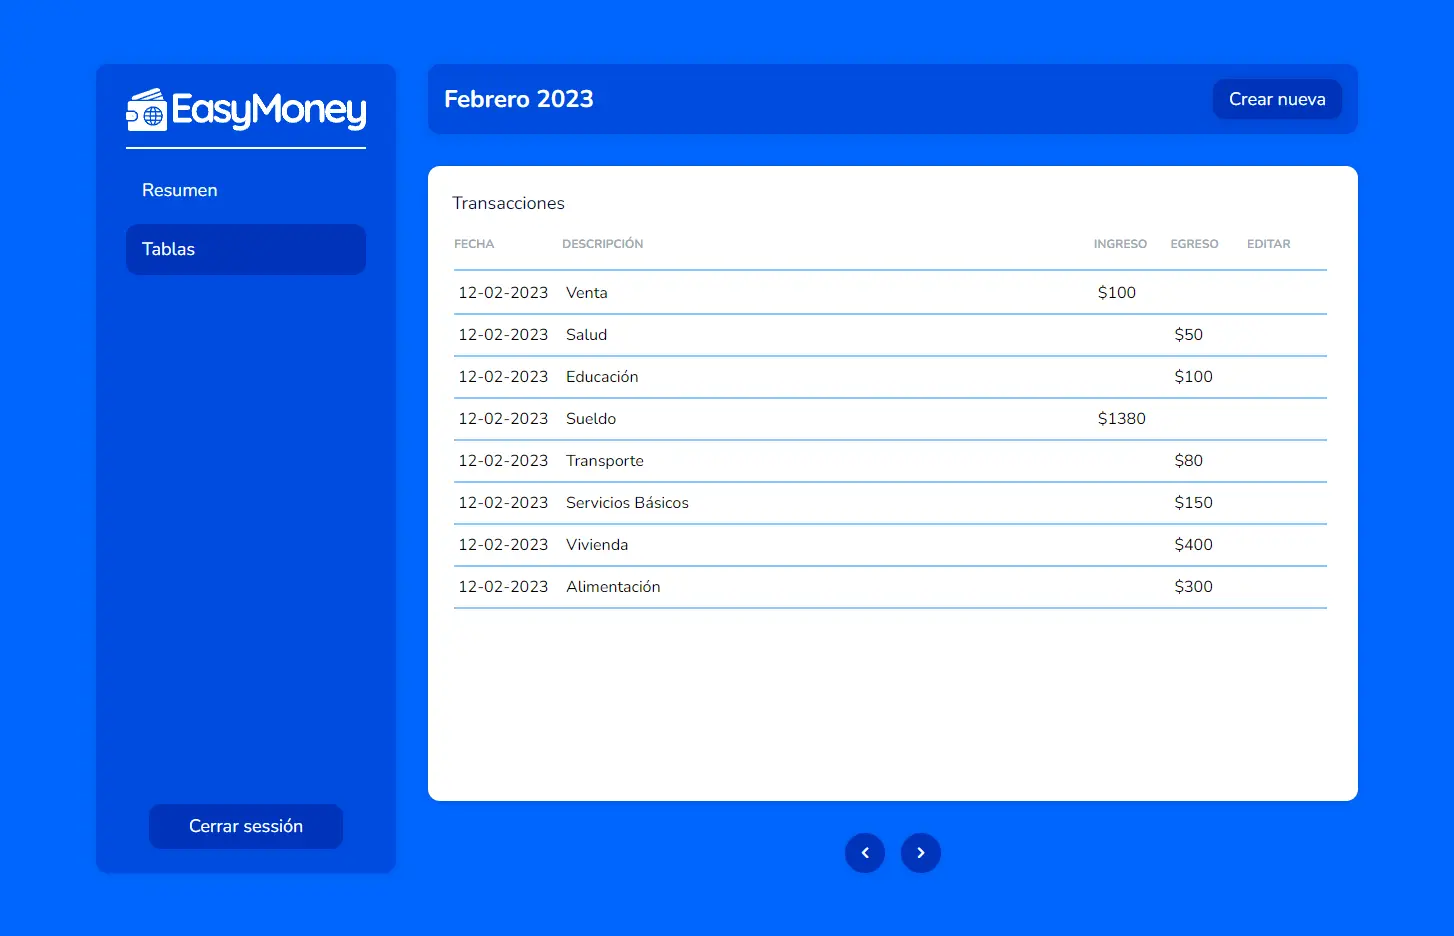 EasyMoney
Resumen
Tablas
Cerrar sessión
Febrero 2023
Crear nueva
Transacciones
FECHA DESCRIPCIÓN INGRESO EGRESO EDITAR
12-02-2023 Venta $100
12-02-2023 Salud $50
12-02-2023 Educación $100
12-02-2023 Sueldo $1380
12-02-2023 Transporte $80
12-02-2023 Servicios Básicos $150
12-02-2023 Vivienda $400
12-02-2023 Alimentación $300